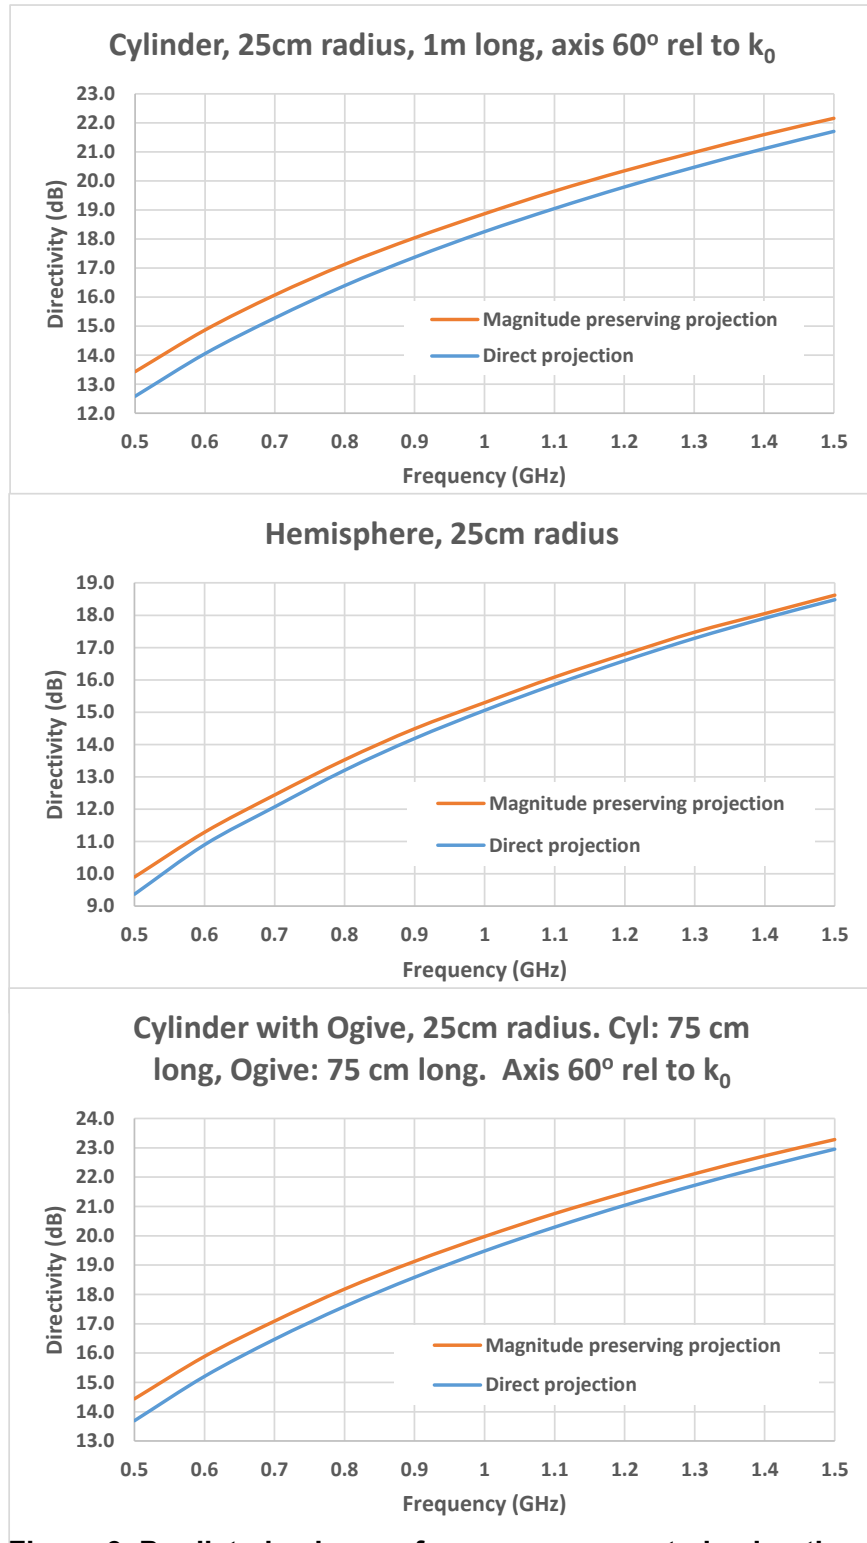 Cylinder, 25cm radius, 1m long, axis 60° rel to k0
23.0
22.0
21.0
20.0
19.0
18.0
17.0
16.0
15.0
14.0
13.0
12.0
Directivity (dB)
Magnitude preserving projection
Direct projection
0.5 0.6 0.7 0.8 0.9 1 1.1 1.2 1.3 1.4 1.5
Frequency (GHz)
Hemisphere, 25cm radius
19.0
18.0
17.0
16.0
15.0
14.0
13.0
12.0
11.0
10.0
9.0
Directivity (dB)
Magnitude preserving projection
Direct projection
0.5 0.6 0.7 0.8 0.9 1 1.1 1.2 1.3 1.4 1.5
Frequency (GHz)
Cylinder with Ogive, 25cm radius. Cyl: 75 cm
long, Ogive: 75 cm long. Axis 60° rel to k0
24.0
23.0
22.0
21.0
20.0
19.0
18.0
17.0
16.0
15.0
14.0
13.0
Directivity (dB)
Magnitude preserving projection
Direct projection
0.5 0.6 0.7 0.8 0.9 1 1.1 1.2 1.3 1.4 1.5
Frequency (GHz)